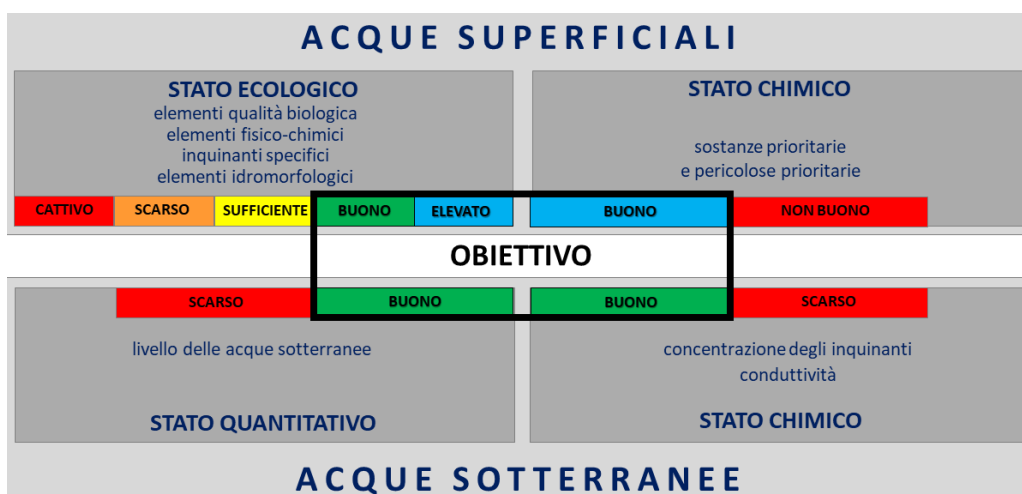 ACQUE SUPERFICIALI
STATO ECOLOGICO
elementi qualità biologica
elementi fisico-chimici
inquinanti specifici
elementi idromorfologici
STATO CHIMICO
sostanze prioritarie
e pericolose prioritarie
CATTIVO SCARSO SUFFICIENTE BUONO ELEVATO BUONO NON BUONO
OBIETTIVO
SCARSO BUONO BUONO SCARSO
livello delle acque sotterranee
STATO QUANTITATIVO
concentrazione degli inquinanti
conduttività
STATO CHIMICO
ACQUE SOTTERRANEE